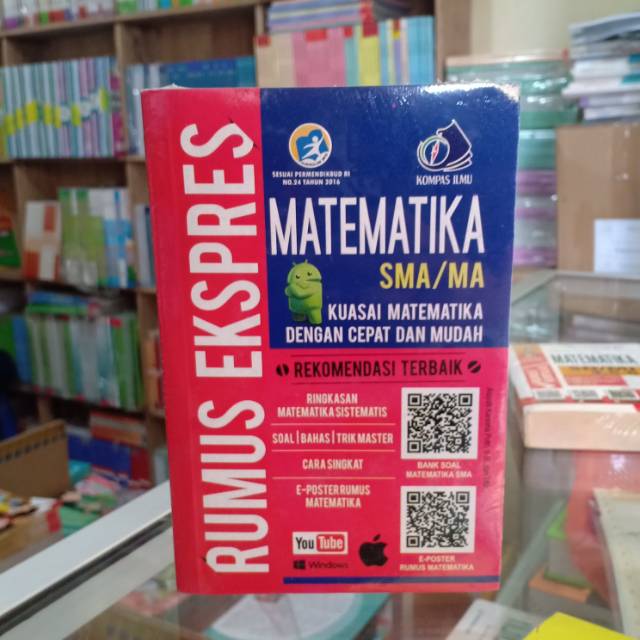 RUMUS EKSPRES
SESUAI PERMENDIKBUD RI
NO.24 TAHUN 2016
KOMPAS ILMU
MATEMATIKA
SMA/MA
KUASAI MATEMATIKA
DENGAN CEPAT DAN MUDAH
REKOMENDASI TERBAIK
RINGKASAN
MATEMATIKA SISTEMATIS
SOAL | BAHAS | TRIK MASTER
CARA SINGKAT
E-POSTER RUMUS
MATEMATIKA
BANK SOAL
MATEMATIKA SMA
YouTube
Windows
E-POSTER
RUMUS MATEMATIKA
MATEMATIKA